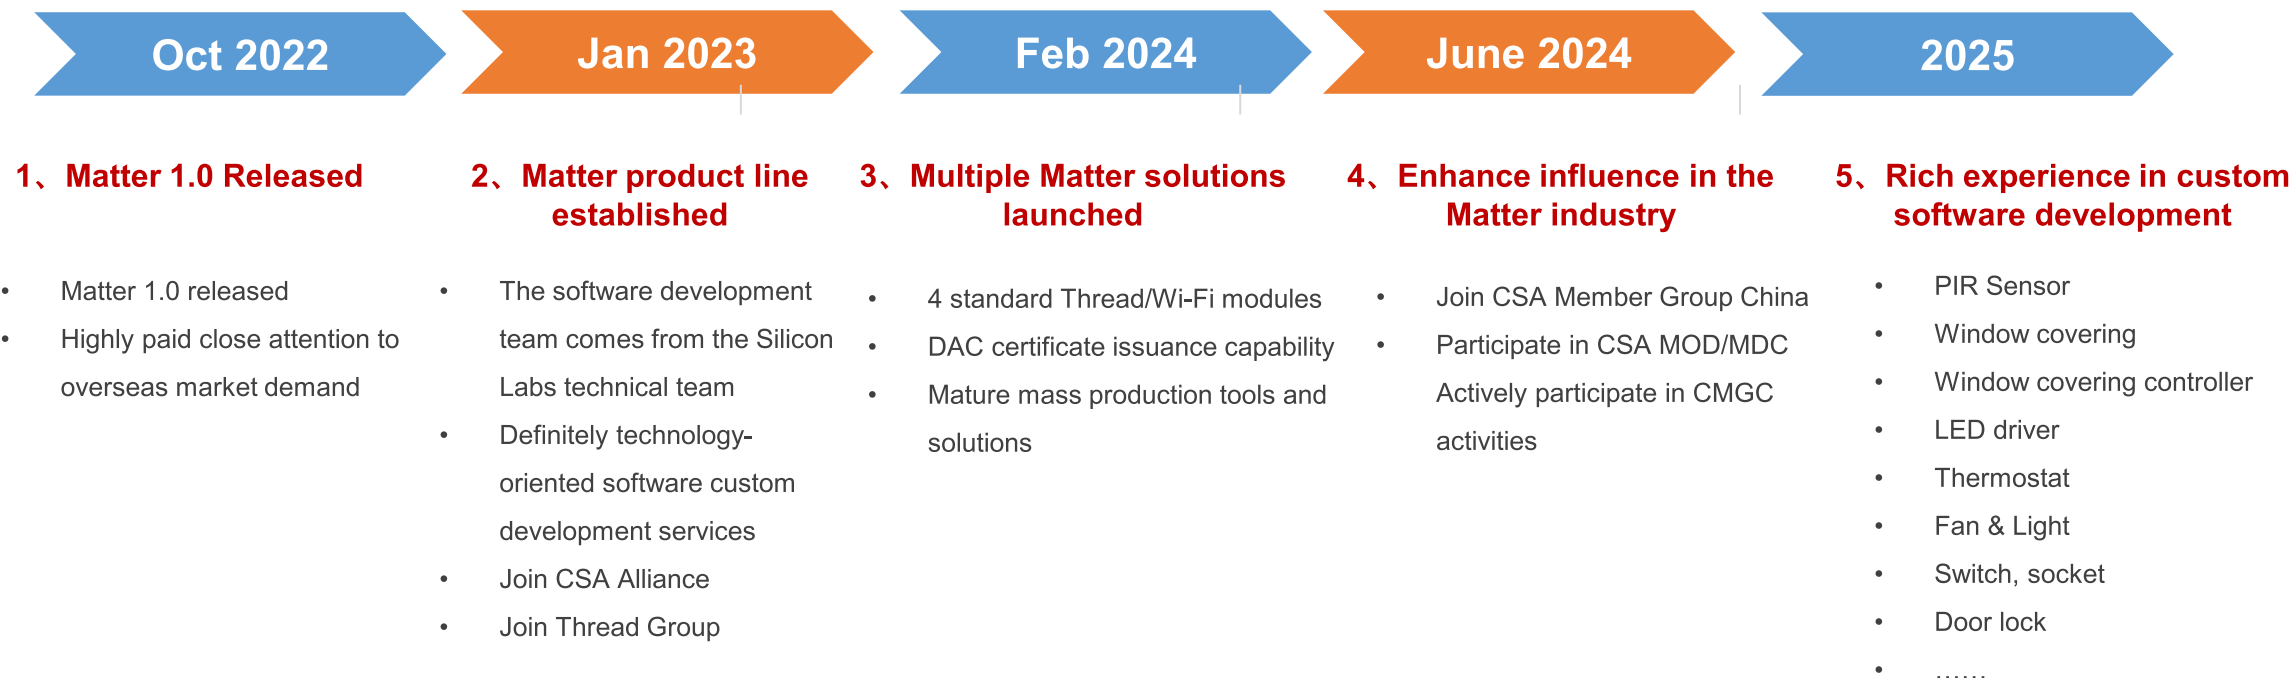 Oct 2022
Jan 2023
Feb 2024
June 2024
2025
1、Matter 1.0 Released
• Matter 1.0 released
• Highly paid close attention to
overseas market demand
2、Matter product line
established
• The software development
team comes from the Silicon
Labs technical team
• Definitely technology-
oriented software custom
development services
• Join CSA Alliance
• Join Thread Group
3、Multiple Matter solutions
launched
• 4 standard Thread/Wi-Fi modules
• DAC certificate issuance capability
• Mature mass production tools and
solutions
4、Enhance influence in the
Matter industry
• Join CSA Member Group China
• Participate in CSA MOD/MDC
Actively participate in CMGC
activities
5、Rich experience in custom
software development
• PIR Sensor
• Window covering
• Window covering controller
• LED driver
• Thermostat
• Fan & Light
• Switch, socket
• Door lock
• ……